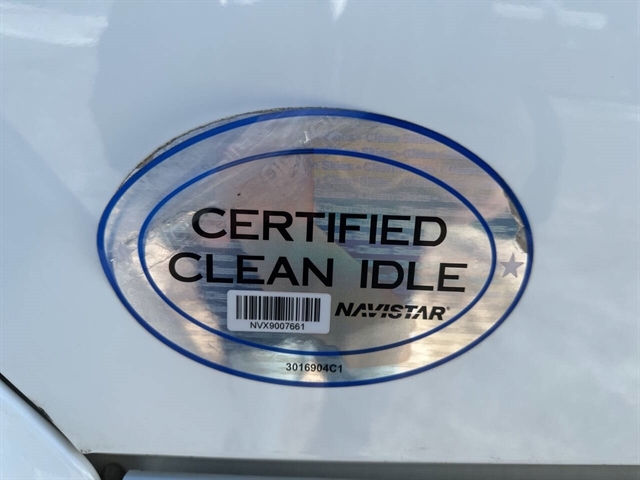 CERTIFIED
CLEAN IDLE
NAVISTAR®
NVX9007661
3016904C1